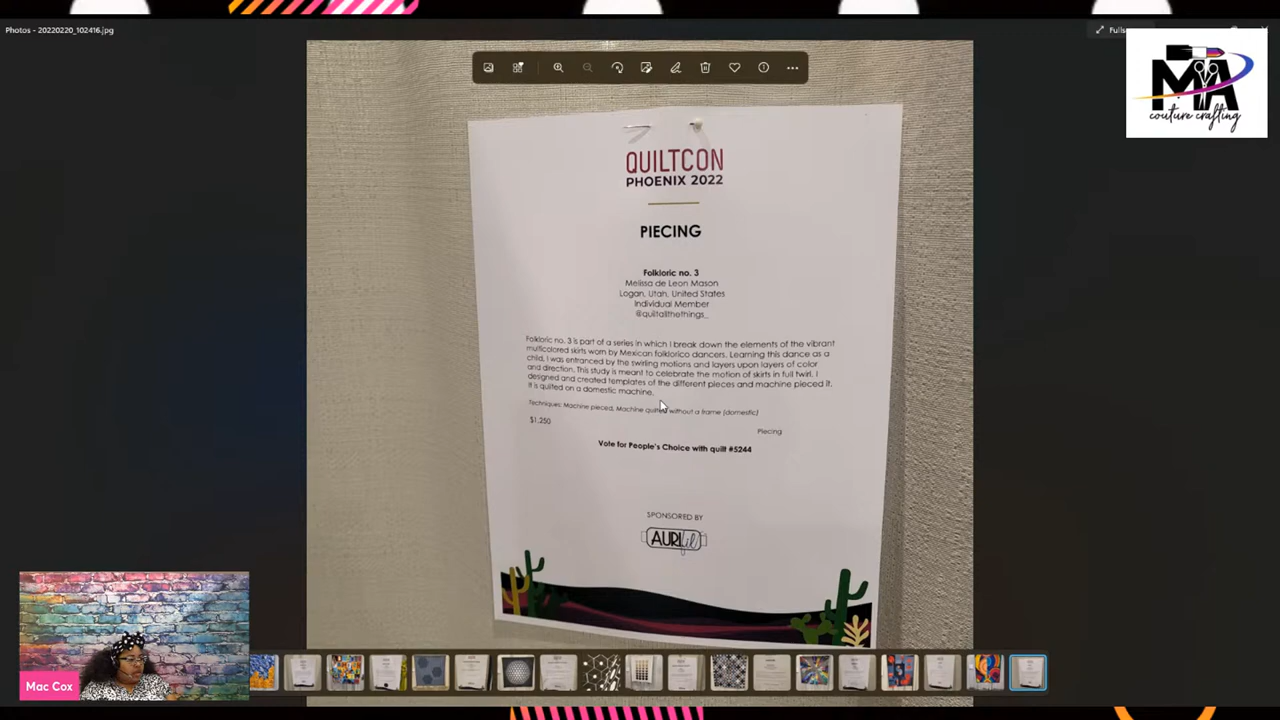 Photos - 20220220_102416.jpg
Fulls
MA
couture crafting
QUILTCON
PHOENIX 2022
PIECING
Folkloric no. 3
Melissa de Leon Mason
Logan, Utah, United States
Individual Member
@quiltallthethings_
Folkloric no. 3 is part of a series in which I break down the elements of the vibrant
multicolored skirts worn by Mexican folklorico dancers. Learning this dance as a
child, I was entranced by the swirling motions and layers upon layers of color
and direction. This study is meant to celebrate the motion of skirts in full twirl. I
designed and created templates of the different pieces and machine pieced it.
It is quilted on a domestic machine.
Techniques: Machine pieced, Machine quilted without a frame (domestic)
$1,250
Piecing
Vote for People's Choice with quilt #5244
SPONSORED BY
AURIfil
Mac Cox